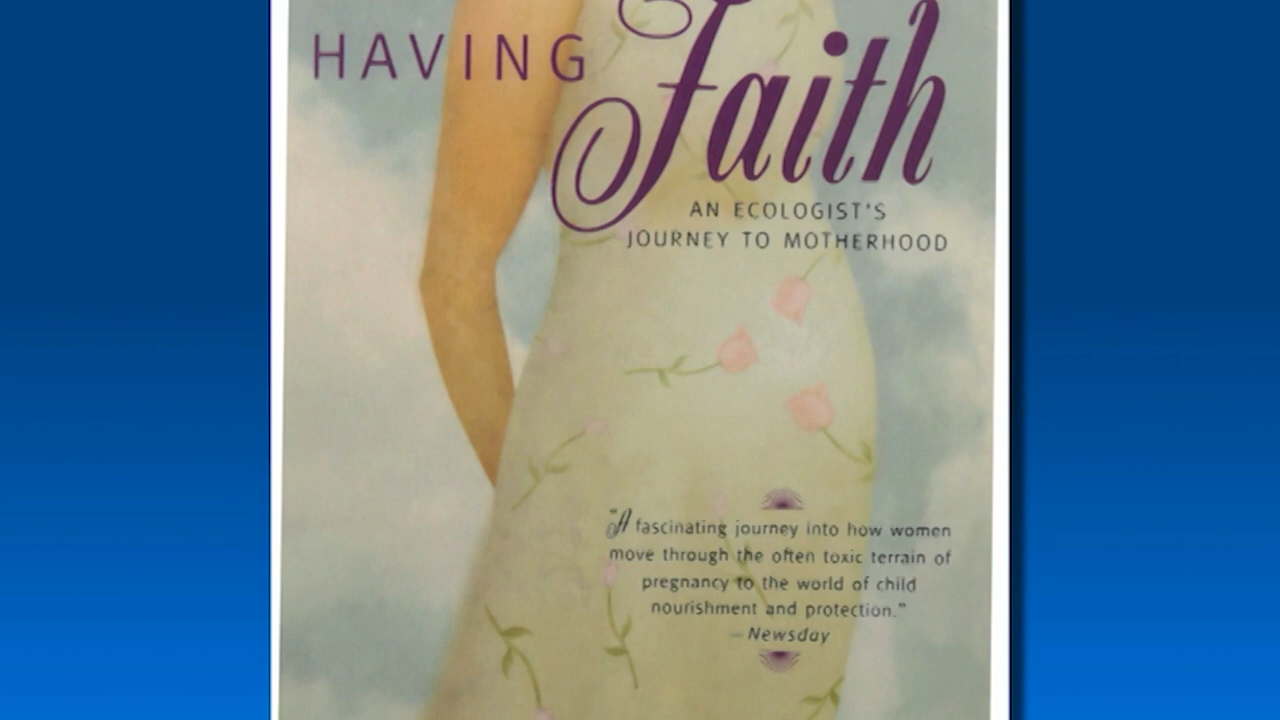 HAVING Faith
AN ECOLOGIST'S
JOURNEY TO MOTHERHOOD
"A fascinating journey into how women
move through the often toxic terrain of
pregnancy to the world of child
nourishment and protection."
—Newsday